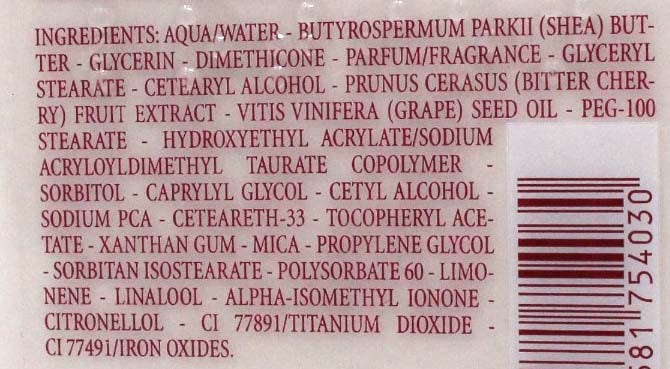 INGREDIENTS: AQUA/WATER - BUTYROSPERMUM PARKII (SHEA) BUT-
TER - GLYCERIN - DIMETHICONE - PARFUM/FRAGRANCE - GLYCERYL
STEARATE - CETEARYL ALCOHOL - PRUNUS CERASUS (BITTER CHER-
RY) FRUIT EXTRACT - VITIS VINIFERA (GRAPE) SEED OIL - PEG-100
STEARATE - HYDROXYETHYL ACRYLATE/SODIUM
ACRYLOYLDIMETHYL TAURATE COPOLYMER -
SORBITOL - CAPRYLYL GLYCOL - CETYL ALCOHOL -
SODIUM PCA - CETEARETH-33 - TOCOPHERYL ACE-
TATE - XANTHAN GUM - MICA - PROPYLENE GLYCOL
- SORBITAN ISOSTEARATE - POLYSORBATE 60 - LIMO-
NENE - LINALOOL - ALPHA-ISOMETHYL IONONE -
CITRONELLOL - CI 77891/TITANIUM DIOXIDE -
CI 77491/IRON OXIDES.
581 754030